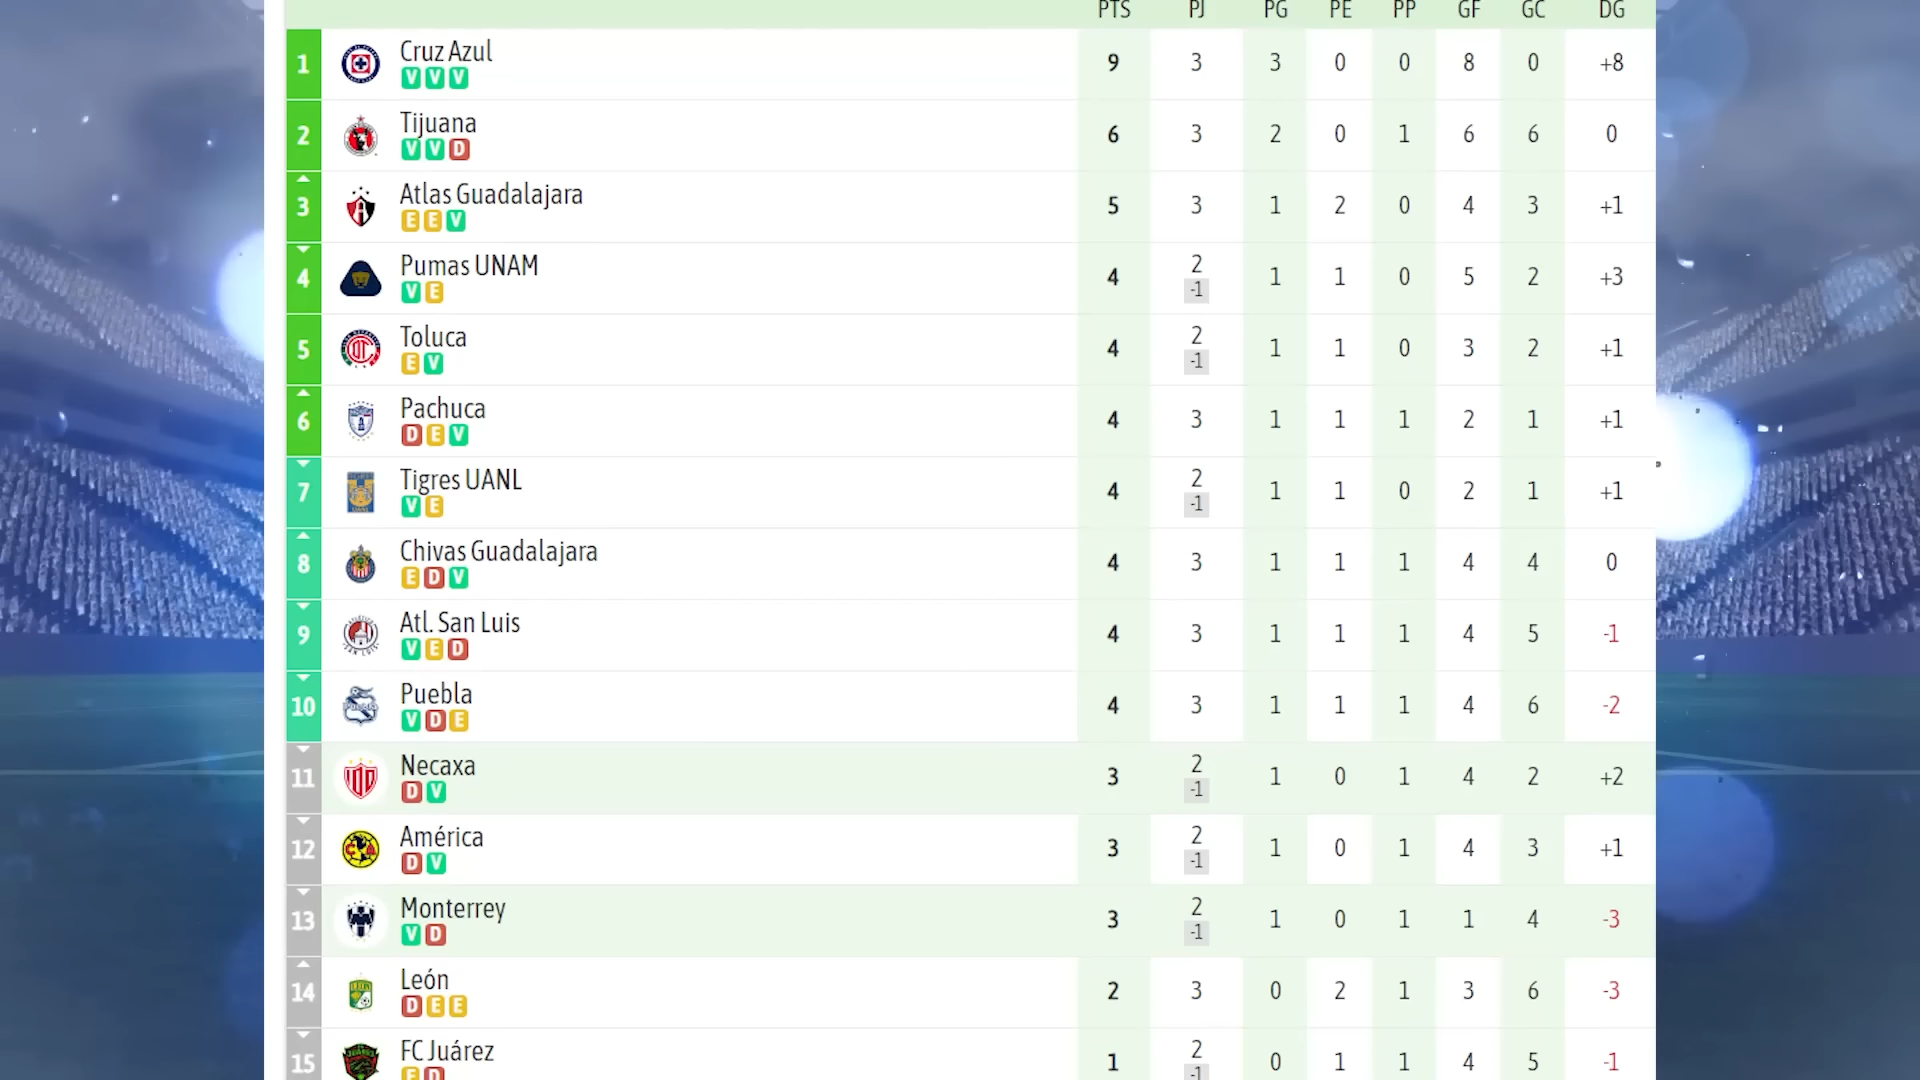 PTS PJ PG PE PP GF GC DG
1 Cruz Azul 9 3 3 0 0 8 0 +8
V V V
2 Tijuana 6 3 2 0 1 6 6 0
V V D
3 Atlas Guadalajara 5 3 1 2 0 4 3 +1
E E V
4 Pumas UNAM 4 2 1 1 0 5 2 +3
V E -1
5 Toluca 4 2 1 1 0 3 2 +1
E V -1
6 Pachuca 4 3 1 1 1 2 1 +1
D E V
7 Tigres UANL 4 2 1 1 0 2 1 +1
V E -1
8 Chivas Guadalajara 4 3 1 1 1 4 4 0
E D V
9 Atl. San Luis 4 3 1 1 1 4 5 -1
V E D
10 Puebla 4 3 1 1 1 4 6 -2
V D E
11 Necaxa 3 2 1 0 1 4 2 +2
D V -1
12 América 3 2 1 0 1 4 3 +1
D V -1
13 Monterrey 3 2 1 0 1 1 4 -3
V D -1
14 León 2 3 0 2 1 3 6 -3
D E E
15 FC Juárez 1 2 0 1 1 4 5 -1
E D -1